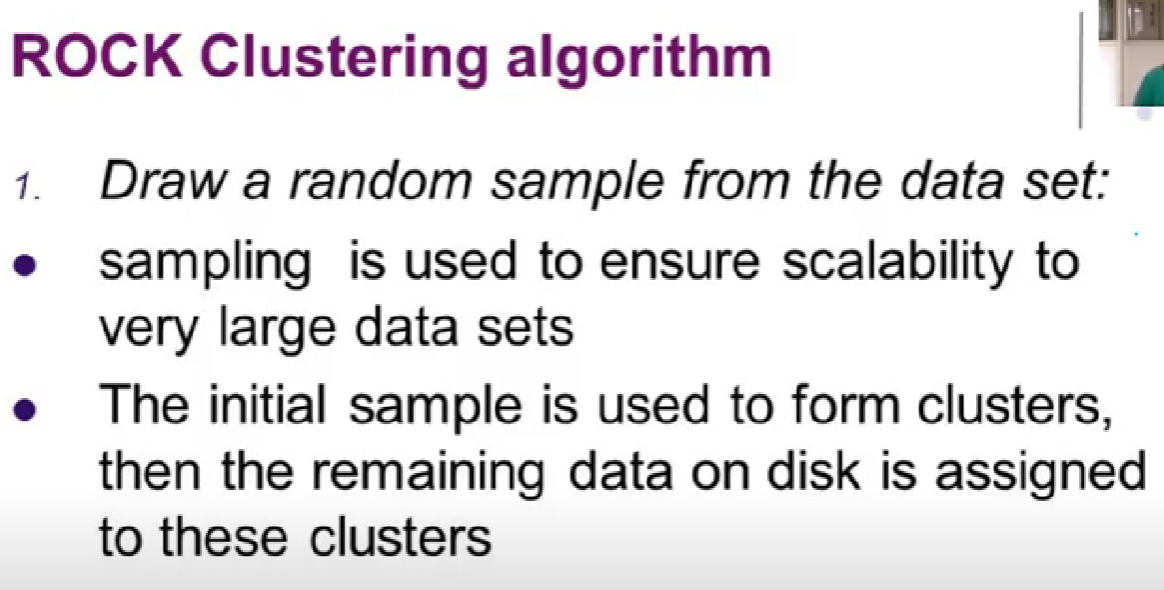 ROCK Clustering algorithm
1. Draw a random sample from the data set:
● sampling is used to ensure scalability to
very large data sets
● The initial sample is used to form clusters,
then the remaining data on disk is assigned
to these clusters